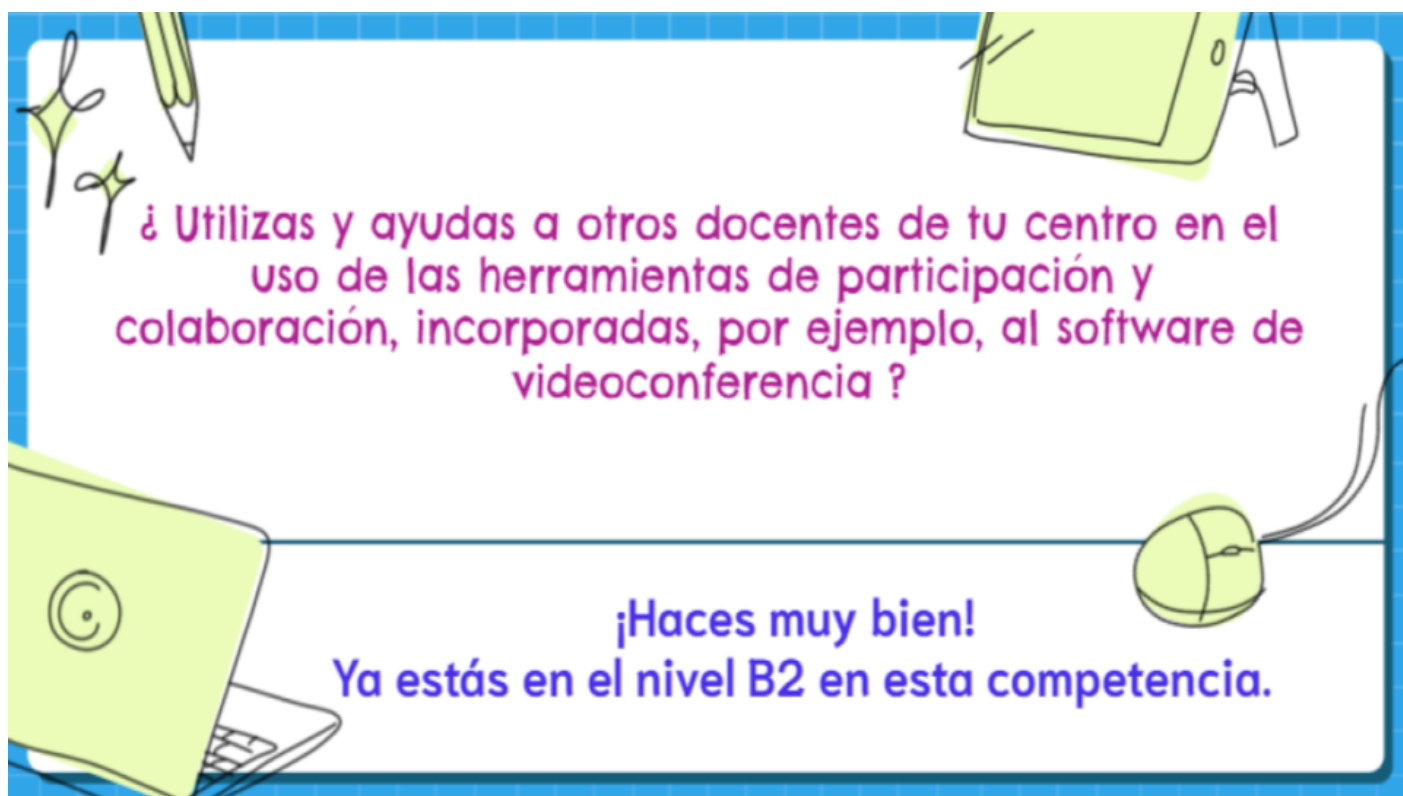 ¿ Utilizas y ayudas a otros docentes de tu centro en el
uso de las herramientas de participación y
colaboración, incorporadas, por ejemplo, al software de
videoconferencia ?
¡Haces muy bien!
Ya estás en el nivel B2 en esta competencia.